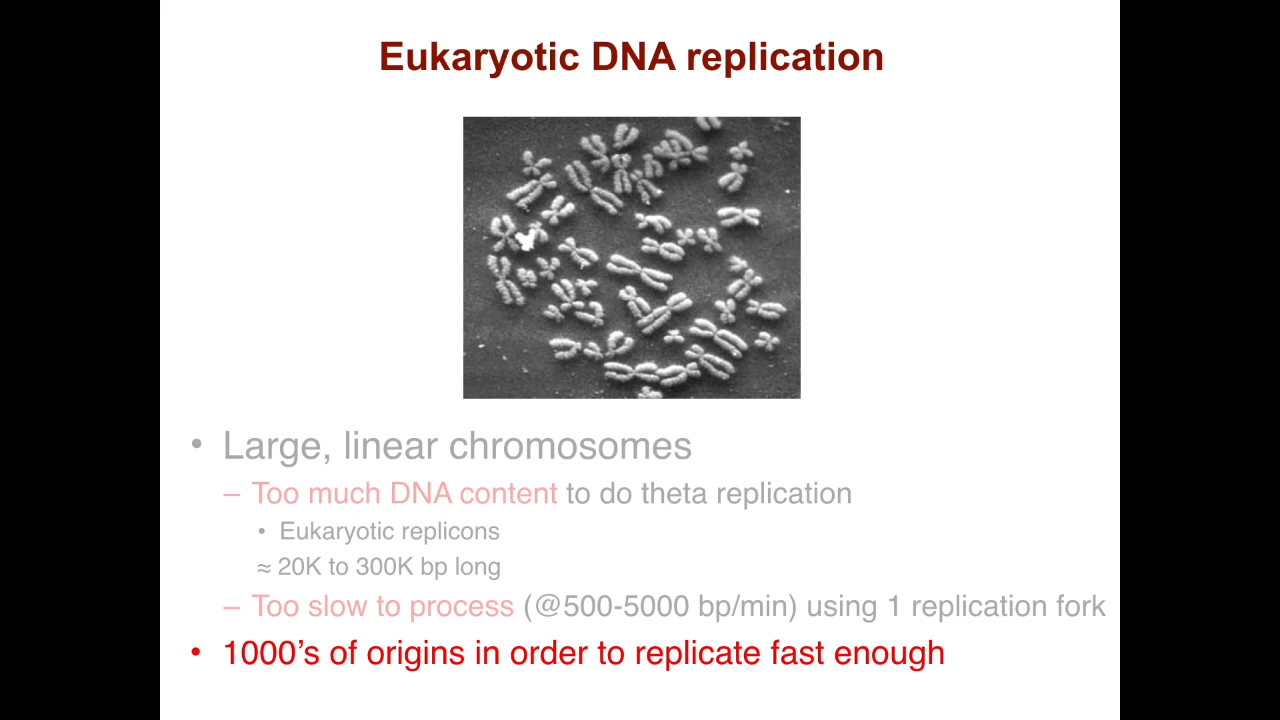 Eukaryotic DNA replication
• Large, linear chromosomes
– Too much DNA content to do theta replication
• Eukaryotic replicons
≈ 20K to 300K bp long
– Too slow to process (@500-5000 bp/min) using 1 replication fork
• 1000’s of origins in order to replicate fast enough